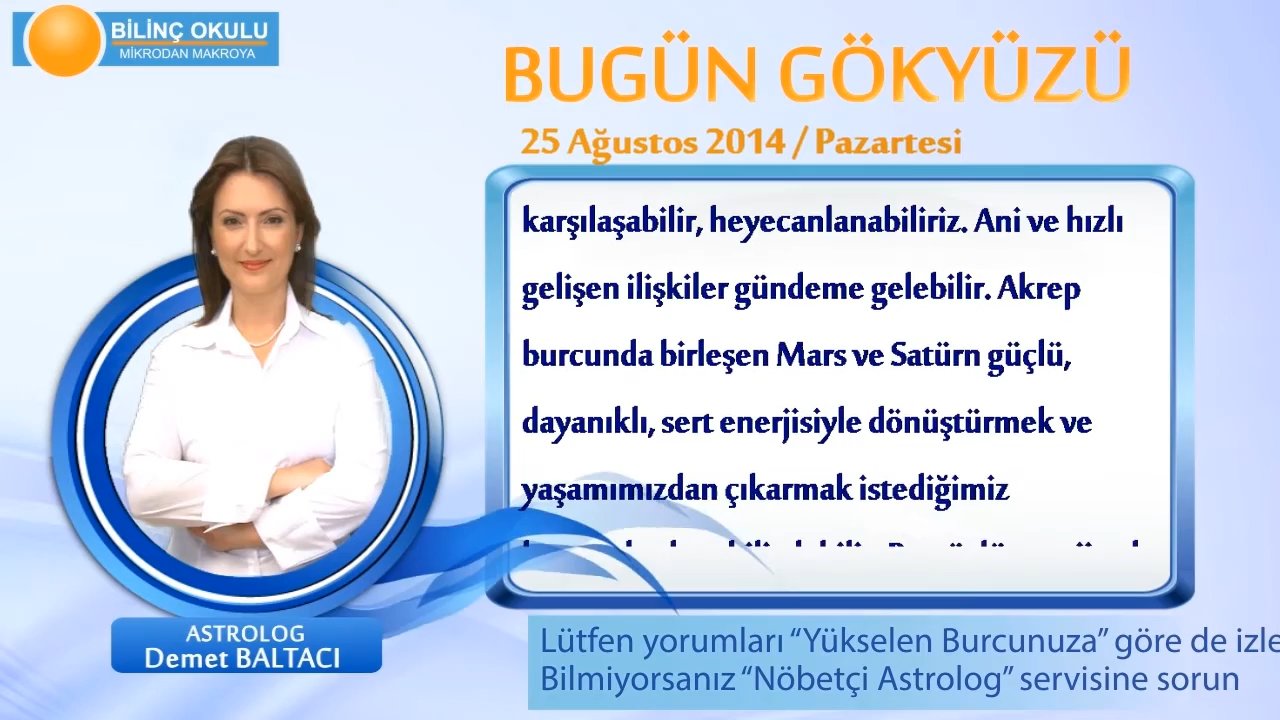 BİLİNÇ OKULU
MİKRODAN MAKROYA
BUGÜN GÖKYÜZÜ
25 Ağustos 2014 / Pazartesi
karşılaşabilir, heyecanlanabiliriz. Ani ve hızlı
gelişen ilişkiler gündeme gelebilir. Akrep
burcunda birleşen Mars ve Satürn güçlü,
dayanıklı, sert enerjisiyle dönüştürmek ve
yaşamımızdan çıkarmak istediğimiz
ASTROLOG
Demet BALTACI
Lütfen yorumları “Yükselen Burcunuza” göre de izle
Bilmiyorsanız “Nöbetçi Astrolog” servisine sorun